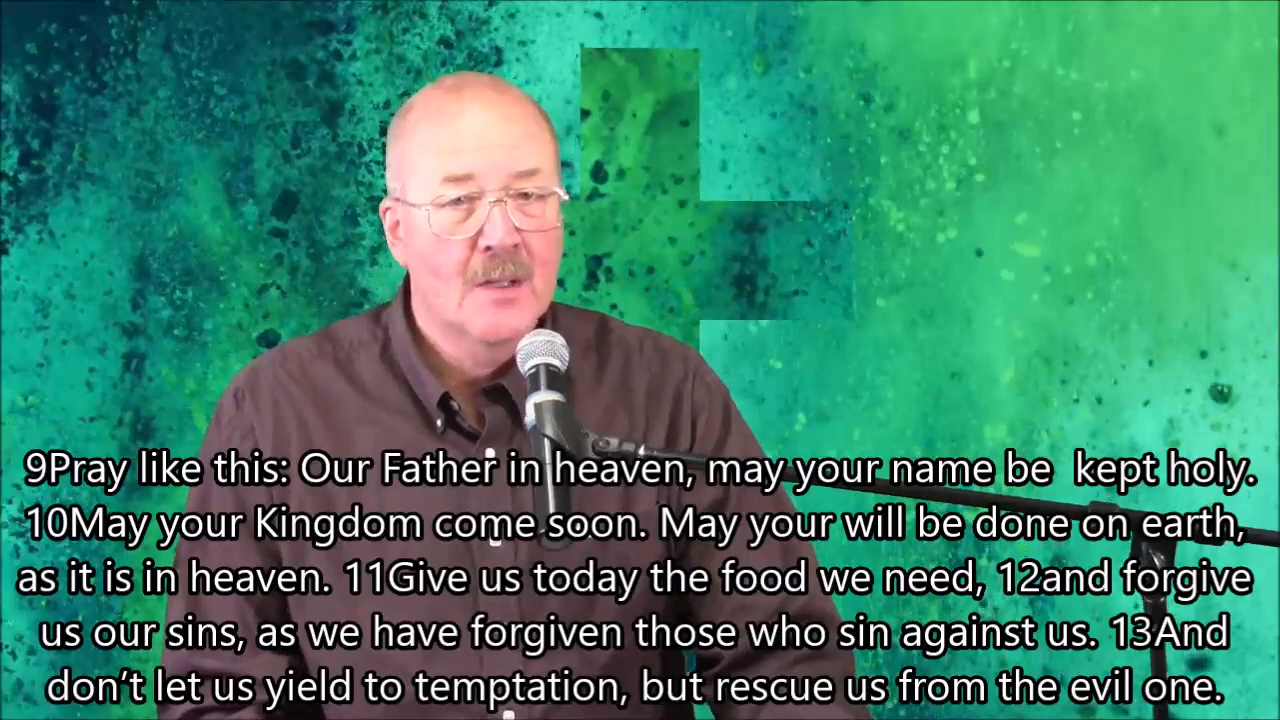 9Pray like this: Our Father in heaven, may your name be  kept holy.
10May your Kingdom come soon. May your will be done on earth,
as it is in heaven. 11Give us today the food we need, 12and forgive
us our sins, as we have forgiven those who sin against us. 13And
don’t let us yield to temptation, but rescue us from the evil one.